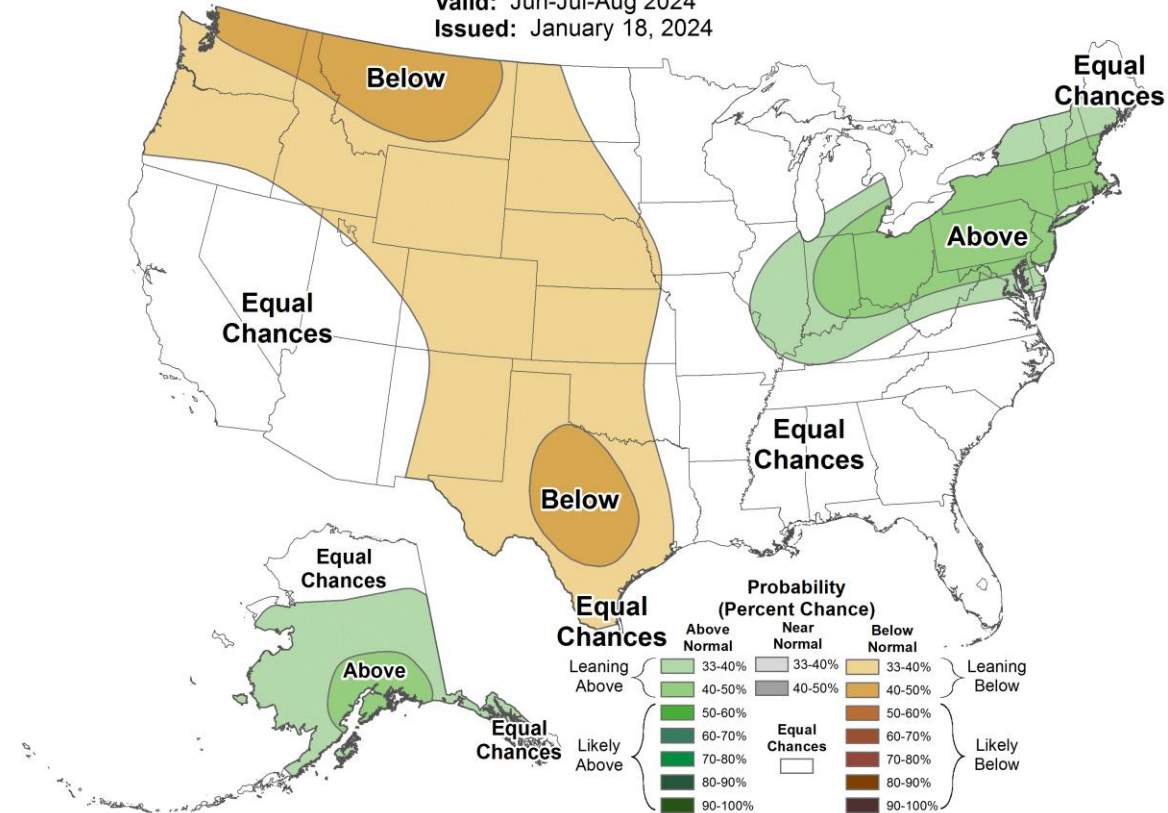 Valid: Jun-Jul-Aug 2024
Issued: January 18, 2024
Below
Equal
Chances
Above
Equal
Chances
Equal
Chances
Below
Equal
Chances
Equal
Chances
Above
Equal
Chances
Probability
(Percent Chance)
Above
Normal
Near
Normal
Below
Normal
Leaning
Above
33-40%
40-50%
33-40%
40-50%
33-40%
40-50%
Leaning
Below
Likely
Above
50-60%
60-70%
70-80%
80-90%
90-100%
Equal
Chances
50-60%
60-70%
70-80%
80-90%
90-100%
Likely
Below